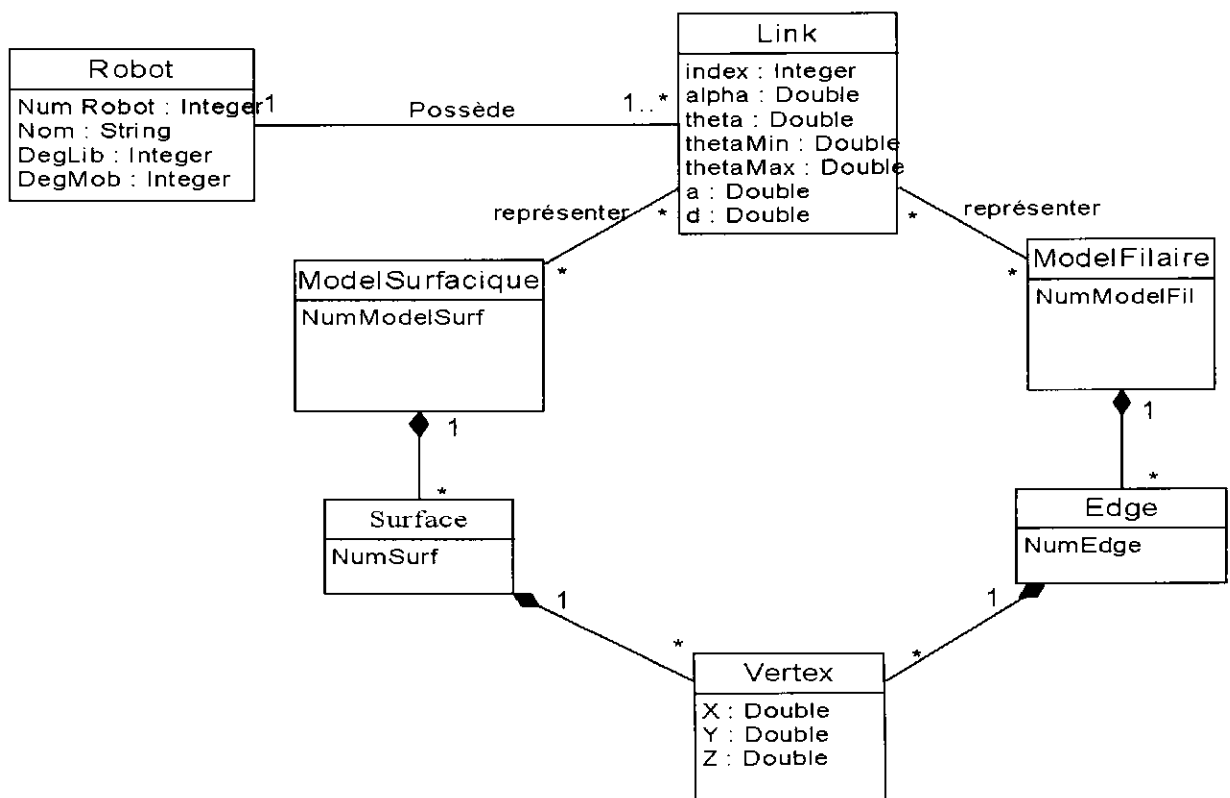 Robot
Num Robot : Integer
Nom : String
DegLib : Integer
DegMob : Integer
1
Possède
1..*
Link
index : Integer
alpha : Double
theta : Double
thetaMin : Double
thetaMax : Double
a : Double
d : Double
représenter
*
*
représenter
*
*
ModelSurfacique
NumModelSurf
ModelFilaire
NumModelFil
1
*
1
*
Surface
NumSurf
Edge
NumEdge
1
*
1
*
Vertex
X : Double
Y : Double
Z : Double